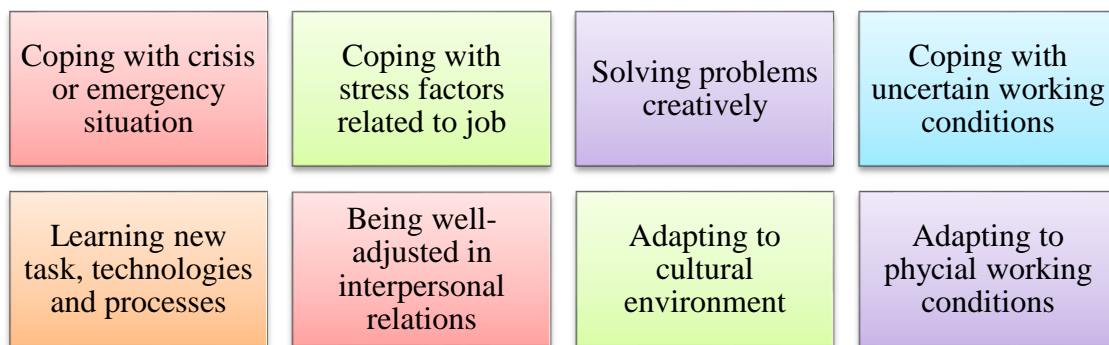 Coping with crisis
or emergency
situation
Coping with
stress factors
related to job
Solving problems
creatively
Coping with
uncertain working
conditions
Learning new
task, technologies
and processes
Being well-
adjusted in
interpersonal
relations
Adapting to
cultural
environment
Adapting to
phycial working
conditions